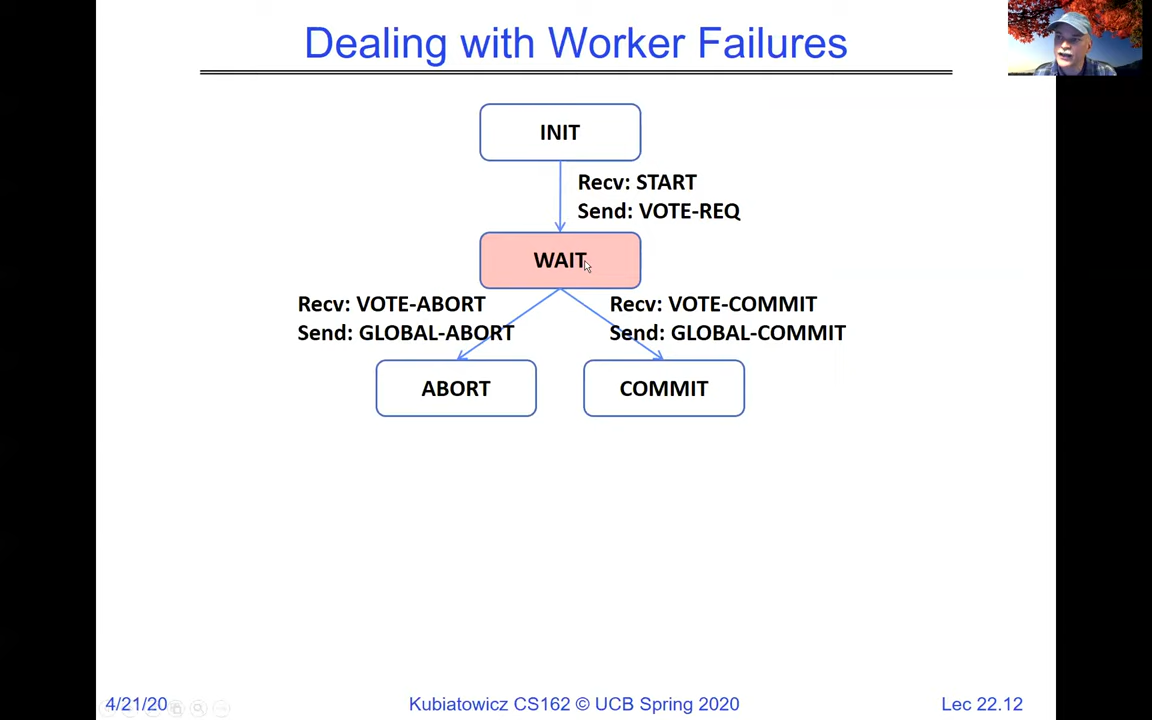 Dealing with Worker Failures
INIT
Recv: START
Send: VOTE-REQ
WAIT
Recv: VOTE-ABORT
Send: GLOBAL-ABORT
Recv: VOTE-COMMIT
Send: GLOBAL-COMMIT
ABORT
COMMIT
4/21/20
Kubiatowicz CS162 © UCB Spring 2020
Lec 22.12